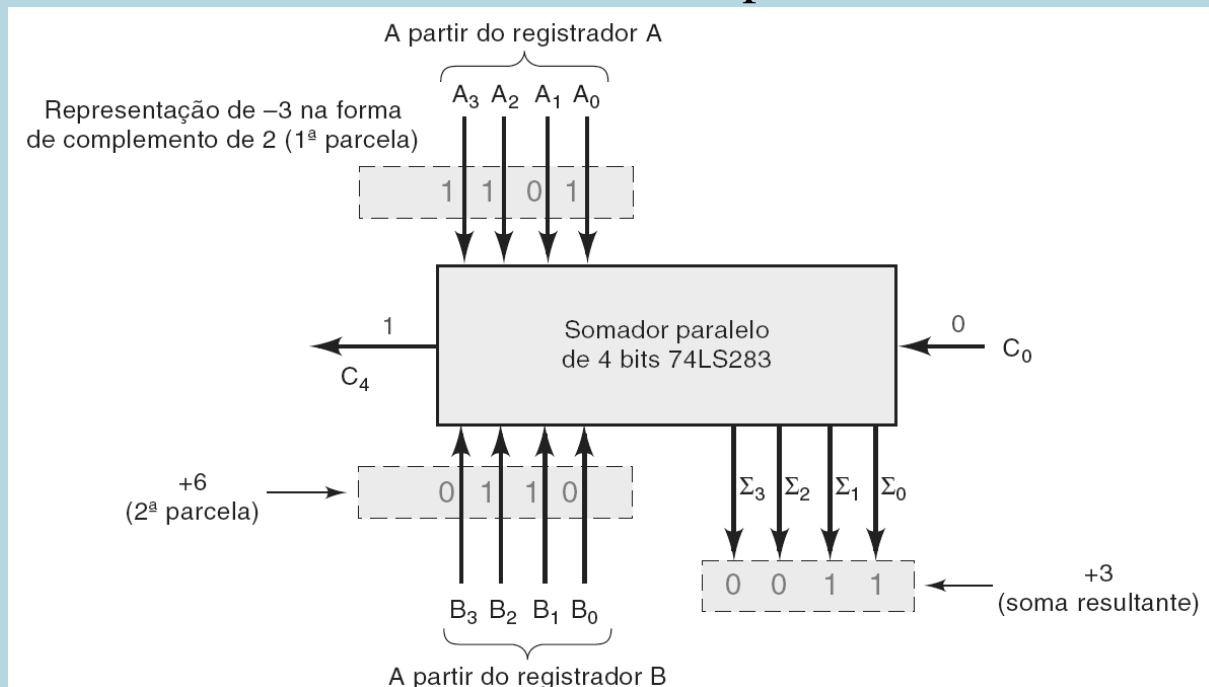 A partir do registrador A
A₃ A₂ A₁ A₀
Representação de –3 na forma
de complemento de 2 (1ª parcela)
1 1 0 1
Somador paralelo
de 4 bits 74LS283
1
C₄
0
C₀
+6
(2ª parcela)
0 1 1 0
B₃ B₂ B₁ B₀
A partir do registrador B
Σ₃ Σ₂ Σ₁ Σ₀
0 0 1 1
+3
(soma resultante)